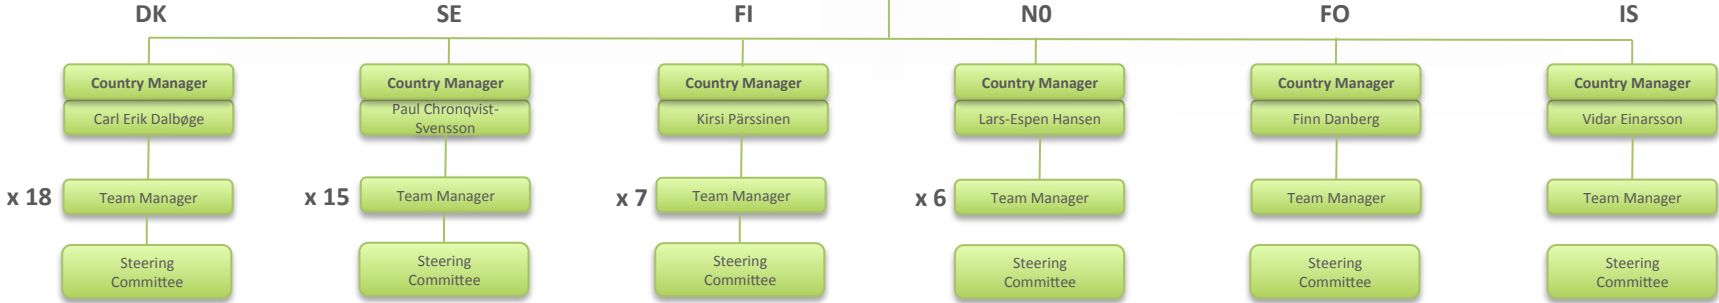 DK SE FI N0 FO IS
Country Manager Country Manager Country Manager Country Manager Country Manager Country Manager
Carl Erik Dalbøge Paul Chronqvist-Svensson Kirsi Pärssinen Lars-Espen Hansen Finn Danberg Vidar Einarsson
x 18 Team Manager x 15 Team Manager x 7 Team Manager x 6 Team Manager Team Manager Team Manager
Steering Steering Steering Steering Steering Steering
Committee Committee Committee Committee Committee Committee